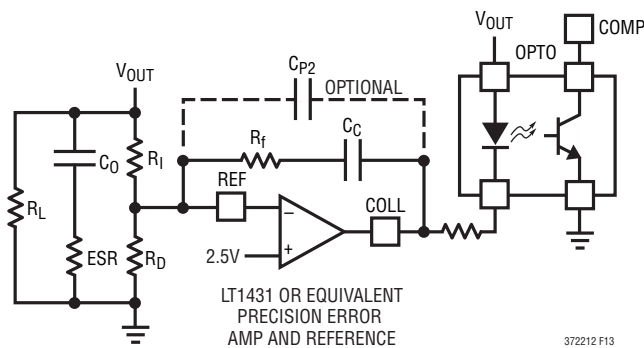 VOUT
COMP
OPTO
CP2
OPTIONAL
VOUT
Rf
CC
CO
RI
REF
COLL
RL
ESR
RD
2.5V
−
+
LT1431 OR EQUIVALENT
PRECISION ERROR
AMP AND REFERENCE
372212 F13